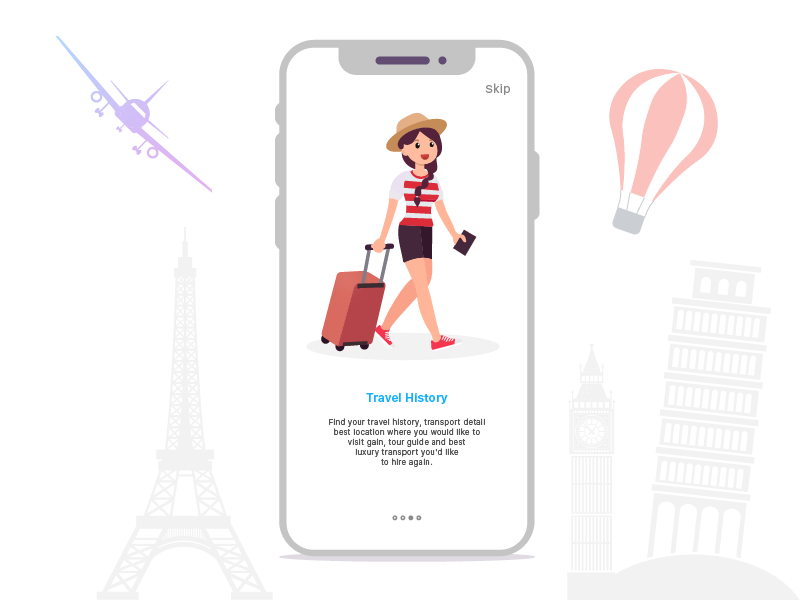 Skip
Travel History
Find your travel history, transport detail
best location where you would like to
visit gain, tour guide and best
luxury transport you'd like
to hire again.